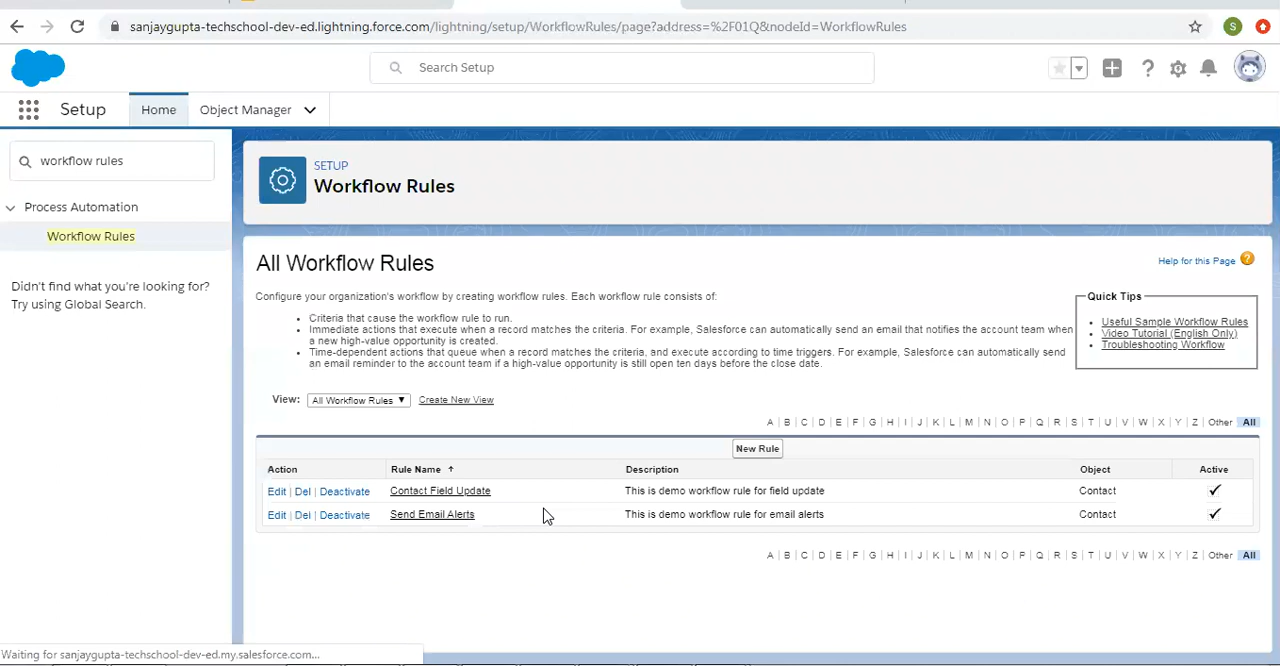 sanjaygupta-techschool-dev-ed.lightning.force.com/lightning/setup/WorkflowRules/page?address=%2F01Q&nodeId=WorkflowRules
S
Search Setup
Setup
Home
Object Manager
workflow rules
Process Automation
Workflow Rules
Didn't find what you're looking for?
Try using Global Search.
SETUP
Workflow Rules
All Workflow Rules
Help for this Page
Configure your organization's workflow by creating workflow rules. Each workflow rule consists of:
Criteria that cause the workflow rule to run.
Immediate actions that execute when a record matches the criteria. For example, Salesforce can automatically send an email that notifies the account team when
a new high-value opportunity is created.
Time-dependent actions that queue when a record matches the criteria, and execute according to time triggers. For example, Salesforce can automatically send
an email reminder to the account team if a high-value opportunity is still open ten days before the close date.
Quick Tips
Useful Sample Workflow Rules
Video Tutorial (English Only)
Troubleshooting Workflow
View: All Workflow Rules Create New View
A | B | C | D | E | F | G | H | I | J | K | L | M | N | O | P | Q | R | S | T | U | V | W | X | Y | Z | Other All
New Rule
Action Rule Name Description Object Active
Edit | Del | Deactivate Contact Field Update This is demo workflow rule for field update Contact
Edit | Del | Deactivate Send Email Alerts This is demo workflow rule for email alerts Contact
A | B | C | D | E | F | G | H | I | J | K | L | M | N | O | P | Q | R | S | T | U | V | W | X | Y | Z | Other All
Waiting for sanjaygupta-techschool-dev-ed.my.salesforce.com...